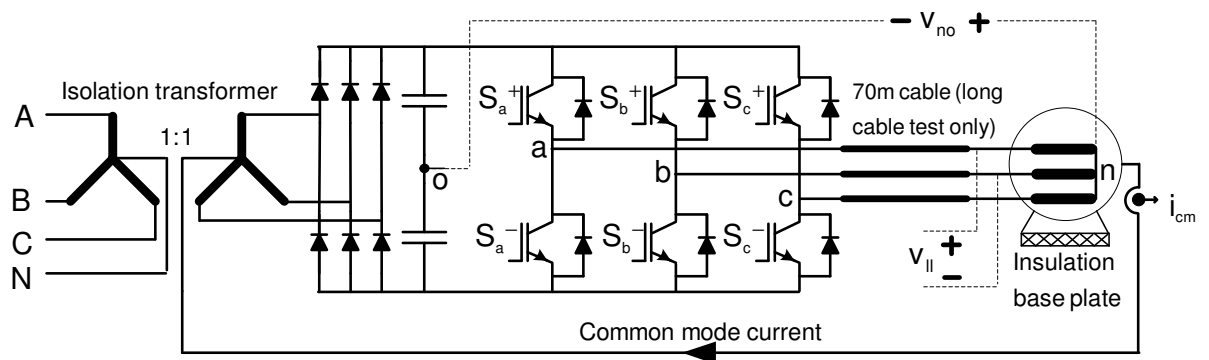 v_no
Isolation transformer
1:1
A
B
C
N
S_a^+
S_b^+
S_c^+
S_a^-
S_b^-
S_c^-
a
b
c
o
70m cable (long
cable test only)
n
i_cm
v_ll
Insulation
base plate
Common mode current